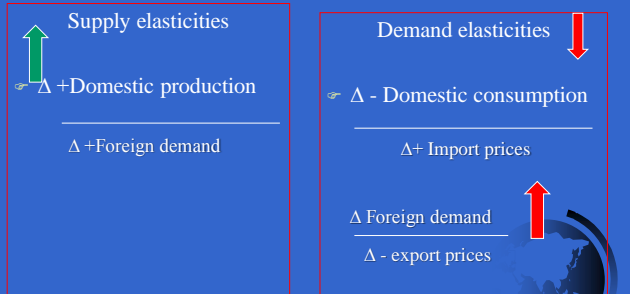 Supply elasticities
☞ Δ +Domestic production
Δ +Foreign demand
Demand elasticities
☞ Δ - Domestic consumption
Δ+ Import prices
Δ Foreign demand
Δ - export prices